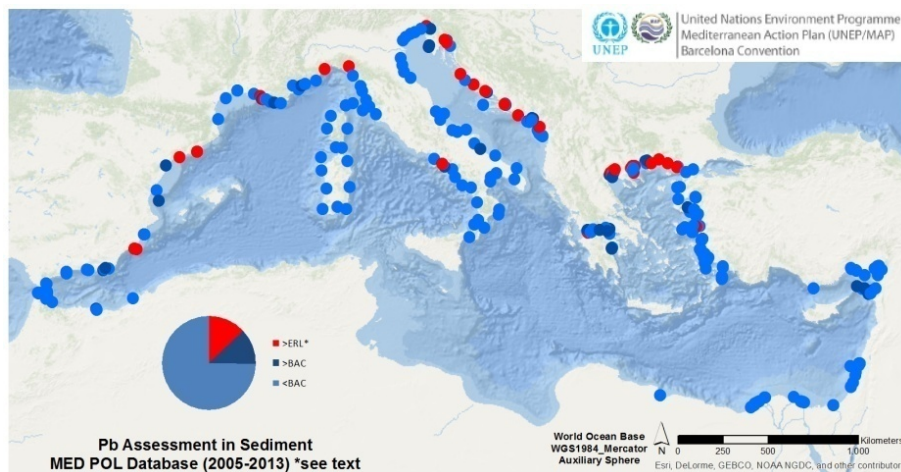 United Nations Environment Programme
Mediterranean Action Plan (UNEP/MAP)
Barcelona Convention
UNEP
>ERL*
>BAC
<BAC
Pb Assessment in Sediment
MED POL Database (2005-2013) *see text
World Ocean Base
WGS1984_Mercator
Auxiliary Sphere
N
0 250 500 1,000
Kilometers
Esri, DeLorme, GEBCO, NOAA NGDC, and other contributor